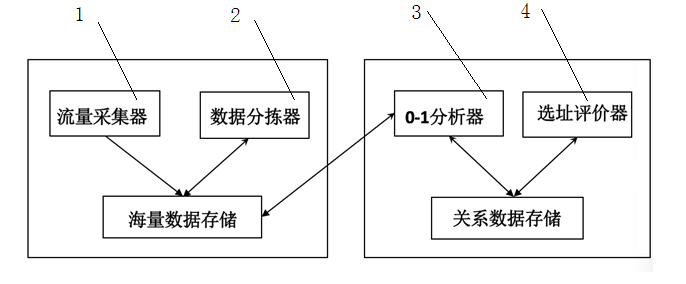 1
2
3
4
流量采集器
数据分拣器
0-1分析器
选址评价器
海量数据存储
关系数据存储